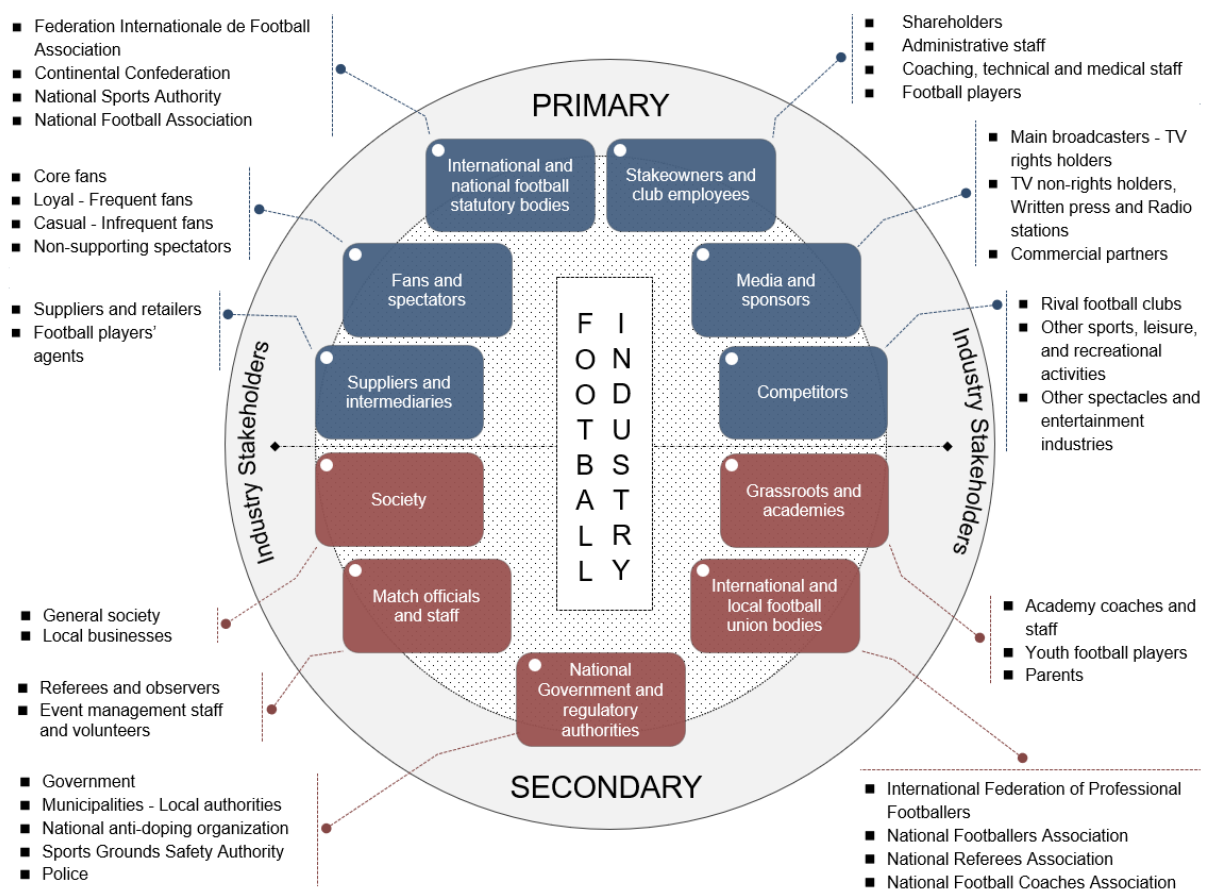 ■ Federation Internationale de Football
Association
■ Continental Confederation
■ National Sports Authority
■ National Football Association
■ Shareholders
■ Administrative staff
■ Coaching, technical and medical staff
■ Football players
PRIMARY
International and
national football
statutory bodies
Stakeowners and
club employees
■ Main broadcasters - TV
rights holders
■ TV non-rights holders,
Written press and Radio
stations
■ Commercial partners
■ Core fans
■ Loyal - Frequent fans
■ Casual - Infrequent fans
■ Non-supporting spectators
Fans and
spectators
Media and
sponsors
■ Suppliers and retailers
■ Football players’
agents
■ Rival football clubs
■ Other sports, leisure,
and recreational
activities
■ Other spectacles and
entertainment
industries
Suppliers and
intermediaries
Competitors
FOOTBALL
INDUSTRY
Industry Stakeholders
Industry Stakeholders
Society
Grassroots and
academies
Match officials
and staff
International and
local football
union bodies
National
Government and
regulatory
authorities
SECONDARY
■ General society
■ Local businesses
■ Academy coaches and
staff
■ Youth football players
■ Parents
■ Referees and observers
■ Event management staff
and volunteers
■ Government
■ Municipalities - Local authorities
■ National anti-doping organization
■ Sports Grounds Safety Authority
■ Police
■ International Federation of Professional
Footballers
■ National Footballers Association
■ National Referees Association
■ National Football Coaches Association